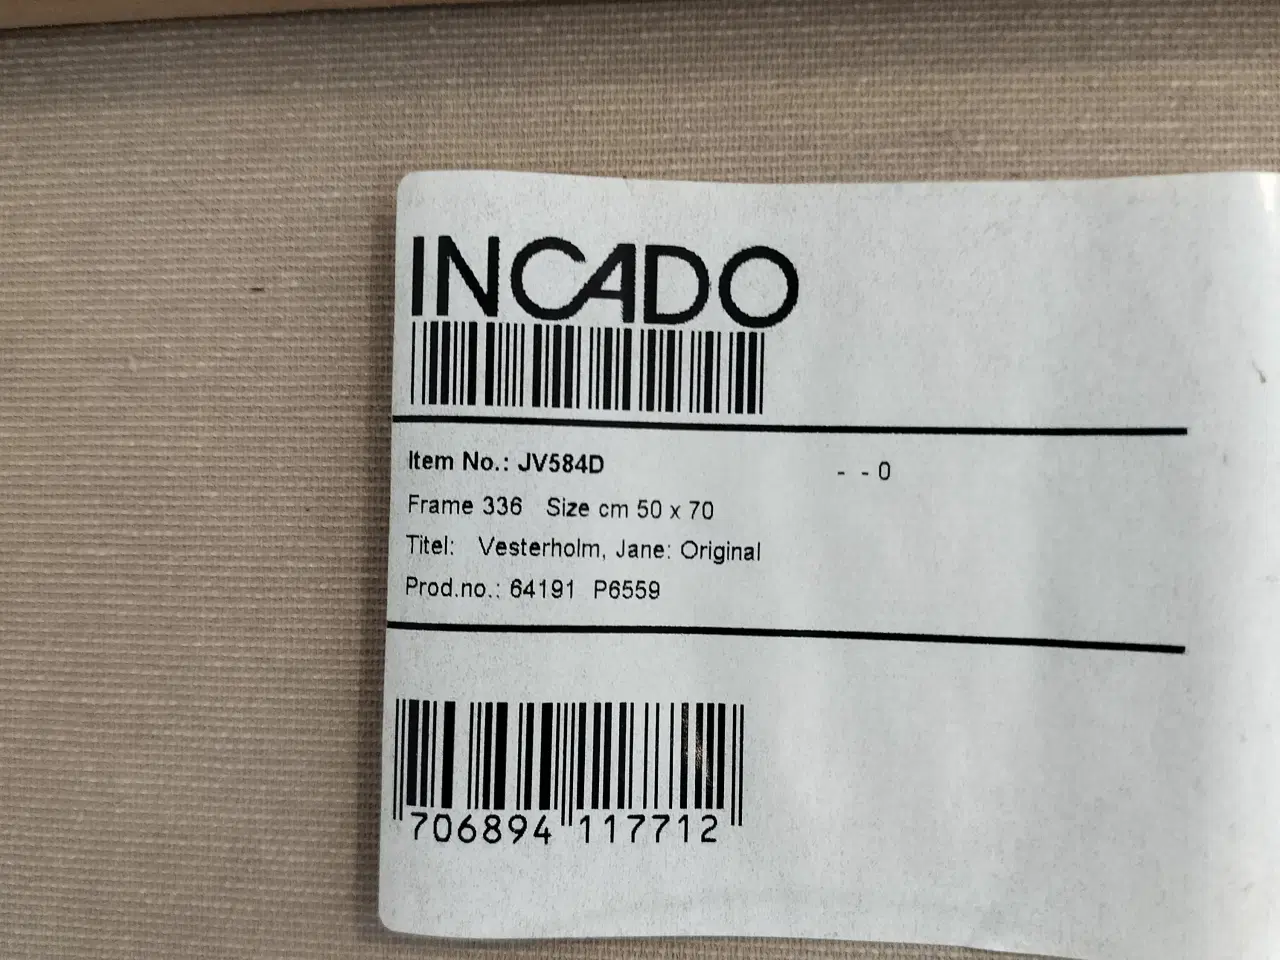 INCADO
Item No.: JV584D - - 0
Frame 336 Size cm 50 x 70
Titel: Vesterholm, Jane: Original
Prod.no.: 64191 P6559
706894 117712